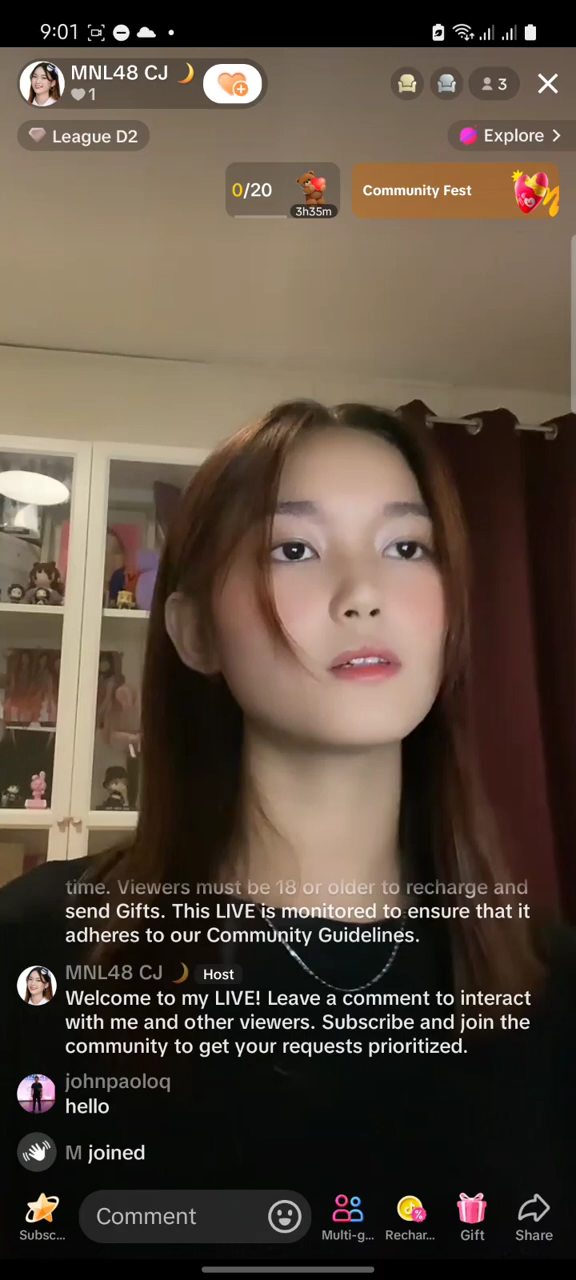 9:01
MNL48 CJ 🌙
1
3
League D2
Explore >
0/20
3h35m
Community Fest
time. Viewers must be 18 or older to recharge and
send Gifts. This LIVE is monitored to ensure that it
adheres to our Community Guidelines.
MNL48 CJ 🌙 Host
Welcome to my LIVE! Leave a comment to interact
with me and other viewers. Subscribe and join the
community to get your requests prioritized.
johnpaoloq
hello
M joined
Comment
Subsc...
Multi-g...
Rechar...
Gift
Share